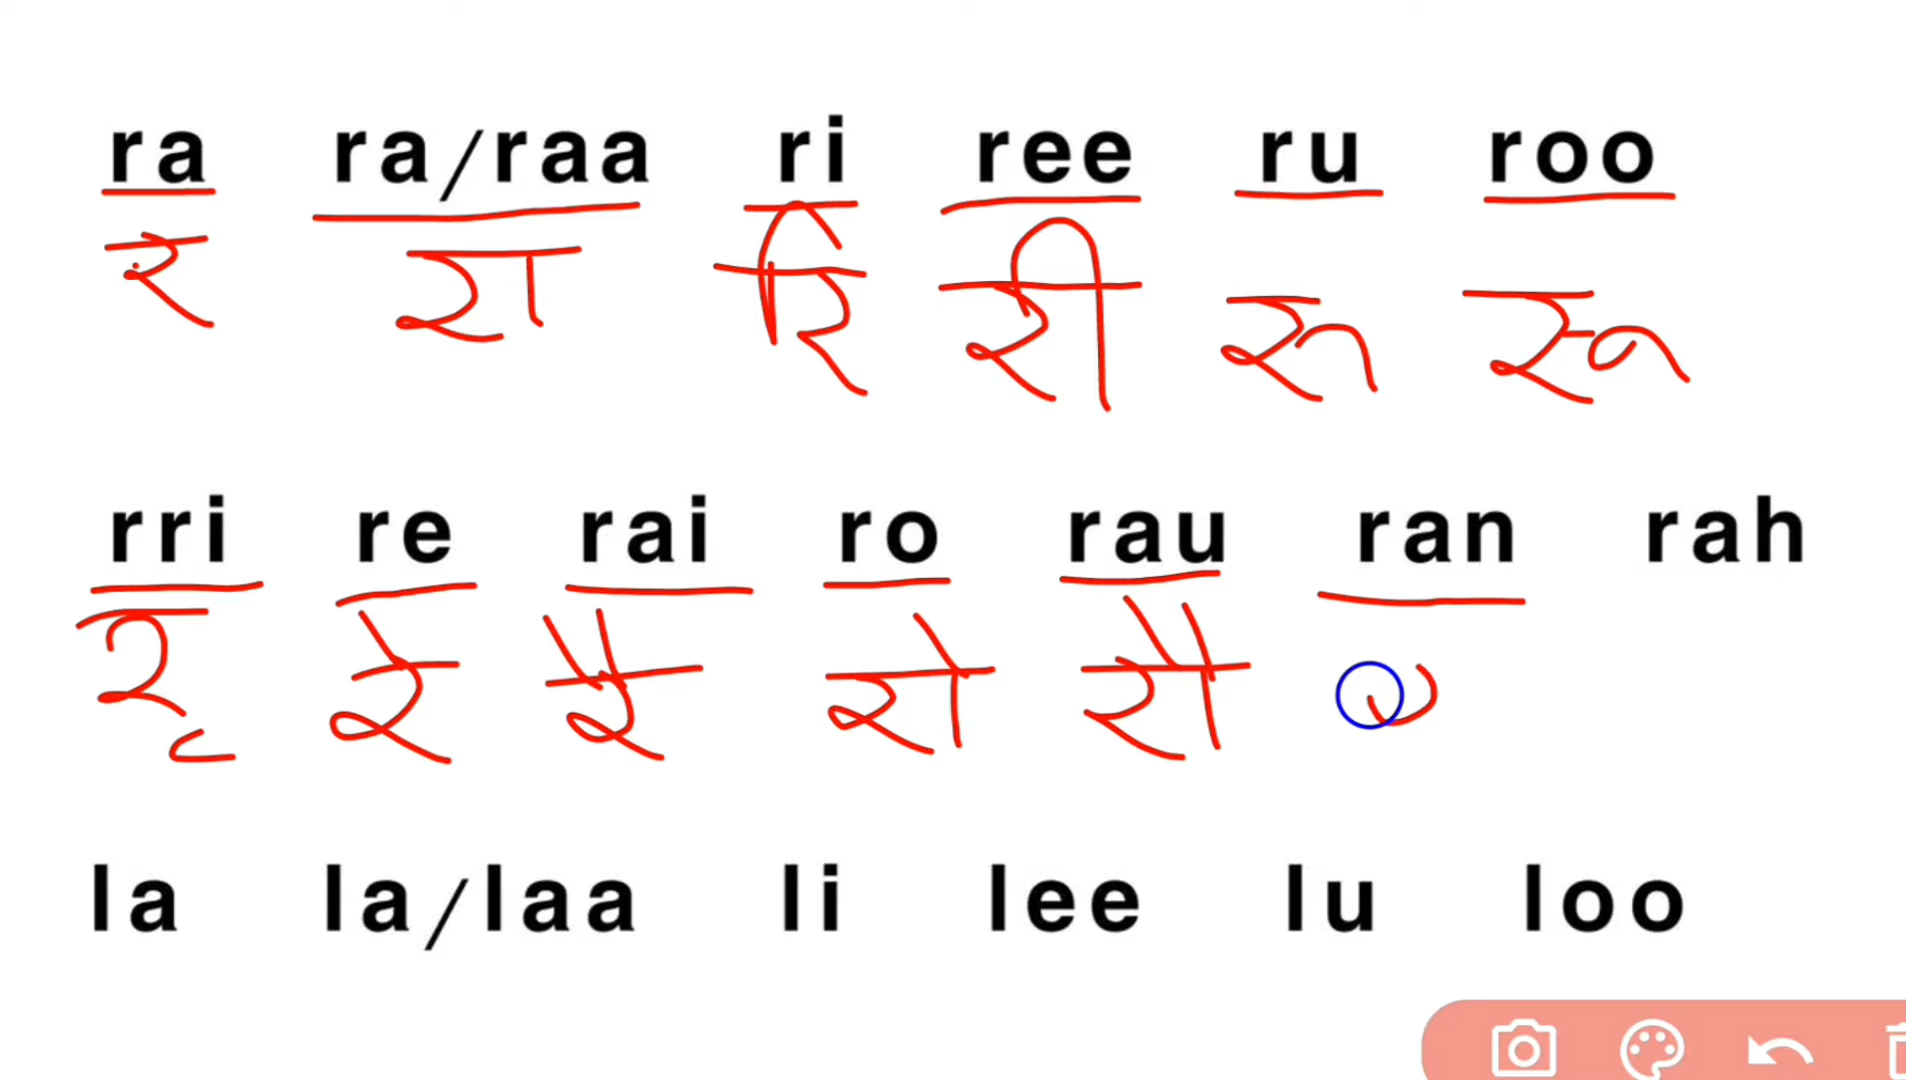 ra ra/raa ri ree ru roo
र रा रि री रु रू
rri re rai ro rau ran rah
रृ रे रै रो रौ
la la/laa li lee lu loo